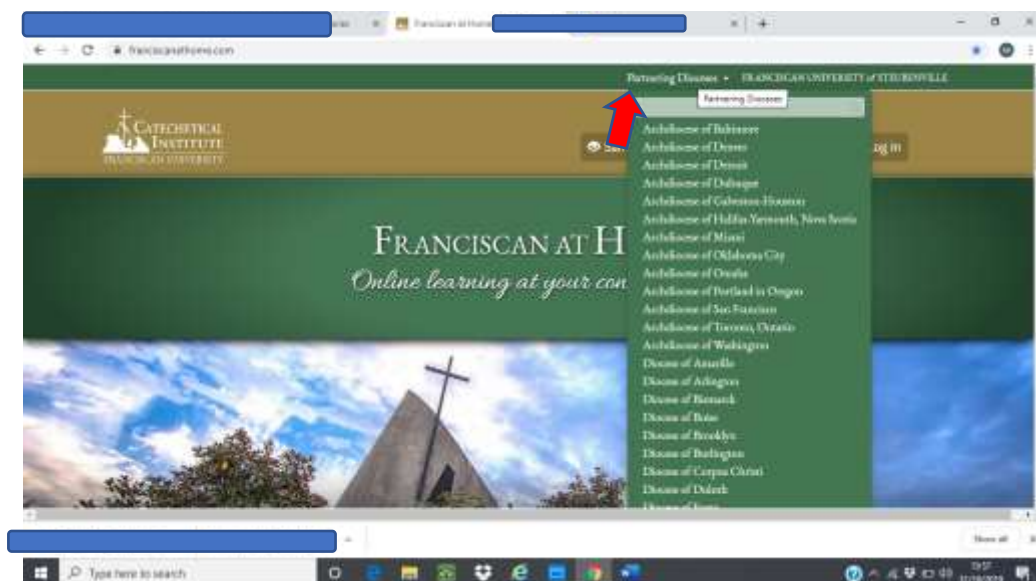 Franciscan at Home
franciscanathome.com
Partnering Dioceses
FRANCISCAN UNIVERSITY of STEUBENVILLE
Partnering Dioceses
CATECHETICAL
INSTITUTE
FRANCISCAN UNIVERSITY
Log In
Archdiocese of Baltimore
Archdiocese of Denver
Archdiocese of Detroit
Archdiocese of Dubuque
Archdiocese of Galveston-Houston
Archdiocese of Halifax-Yarmouth, Nova Scotia
Archdiocese of Miami
Archdiocese of Oklahoma City
Archdiocese of Omaha
Archdiocese of Portland in Oregon
Archdiocese of San Francisco
Archdiocese of Toronto, Ontario
Archdiocese of Washington
Diocese of Amarillo
Diocese of Arlington
Diocese of Bismarck
Diocese of Boise
Diocese of Brooklyn
Diocese of Burlington
Diocese of Corpus Christi
Diocese of Duluth
FRANCISCAN AT H
Online learning at your con
Show all
Type here to search
19:57